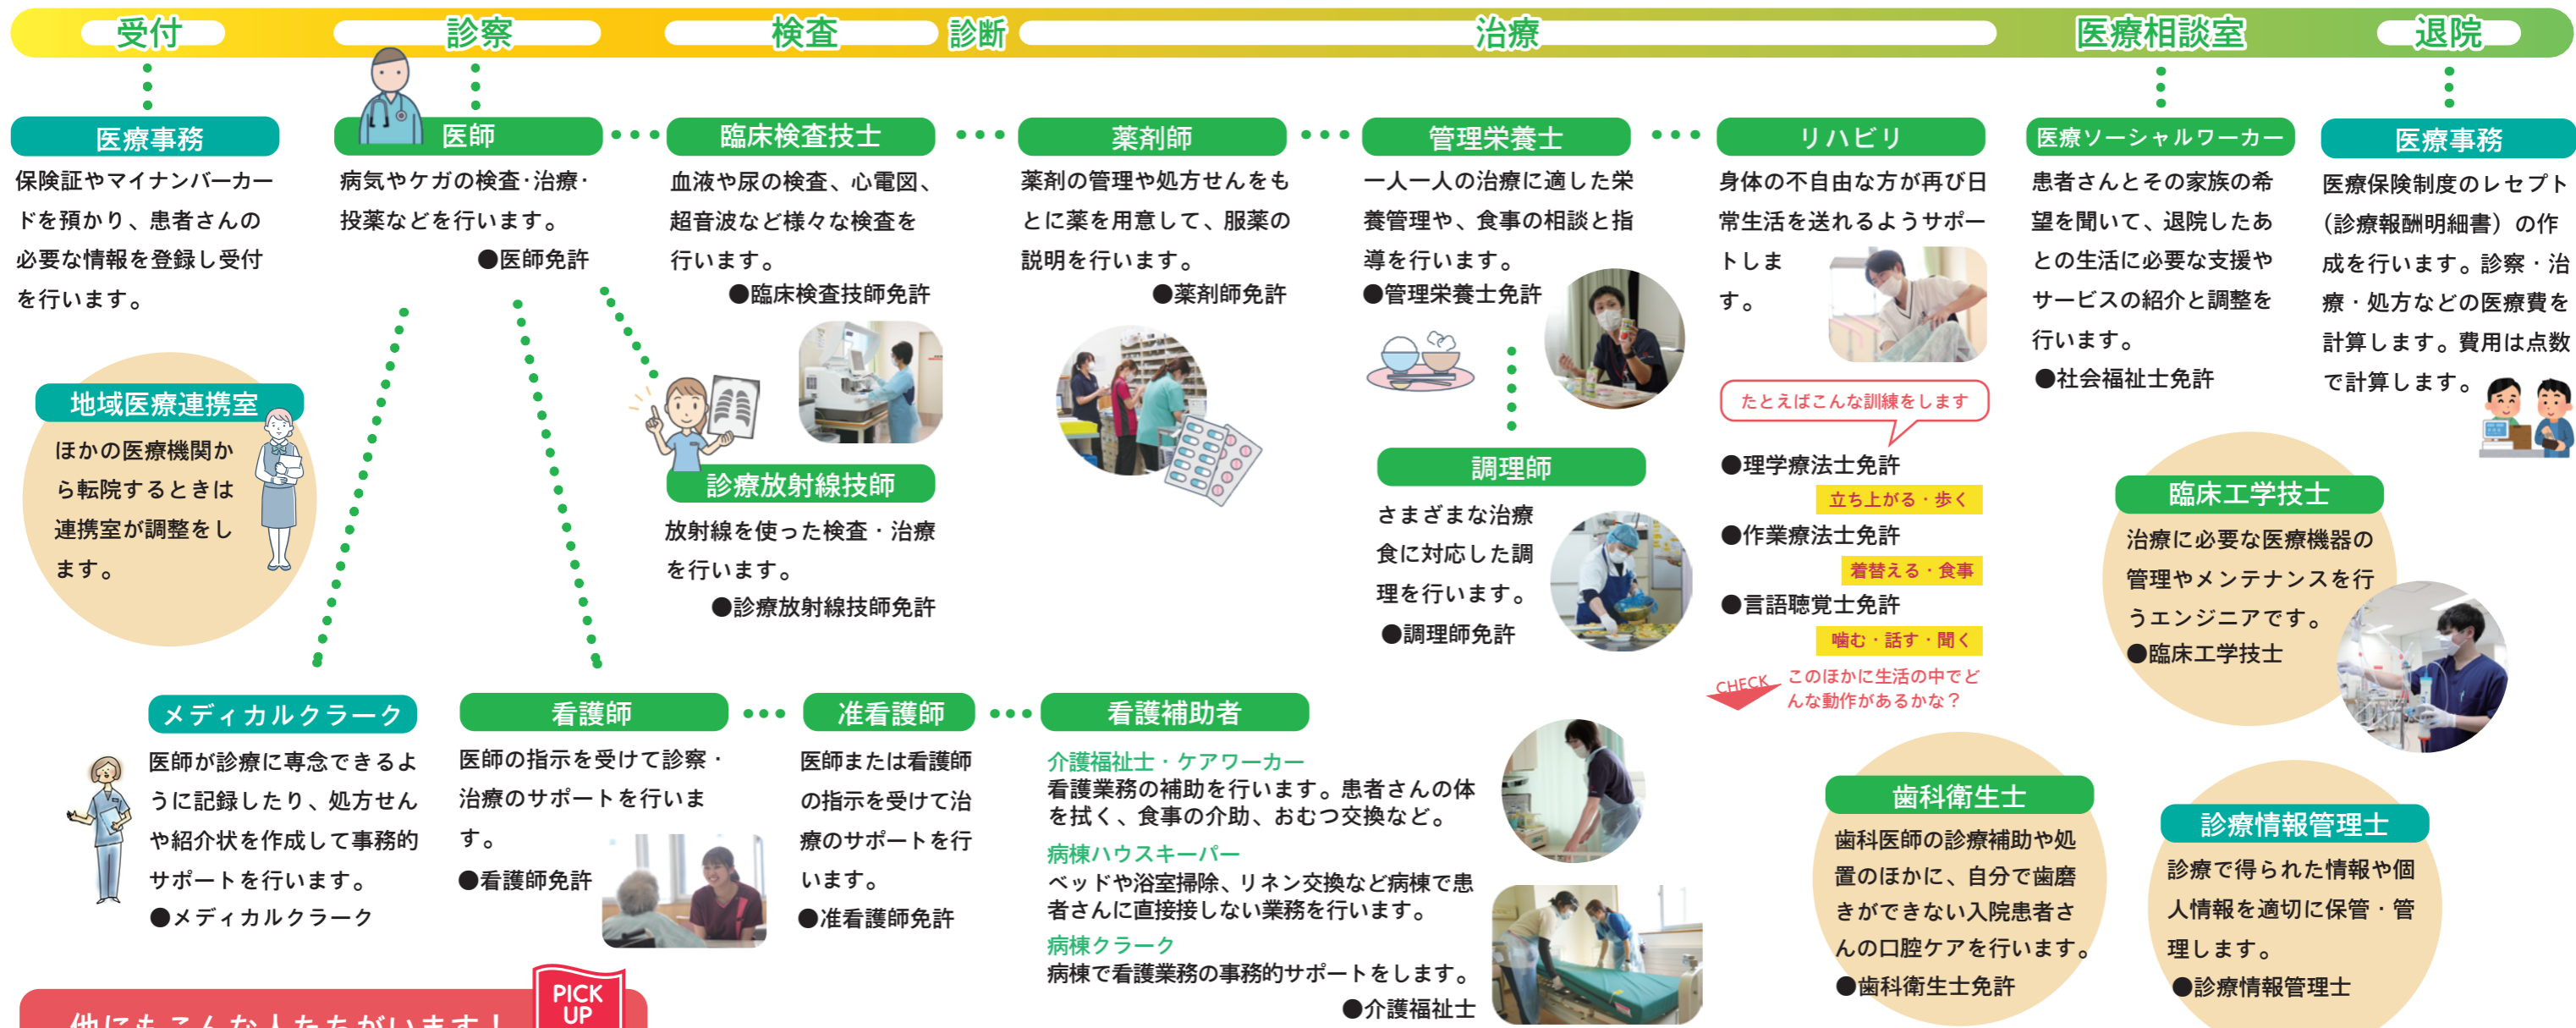 受付
診察
検査
診断
治療
医療相談室
退院
医療事務
保険証やマイナンバーカー
ドを預かり、患者さんの
必要な情報を登録し受付
を行います。
地域医療連携室
ほかの医療機関か
ら転院するときは
連携室が調整をし
ます。
医師
病気やケガの検査・治療・
投薬などを行います。
●医師免許
臨床検査技士
血液や尿の検査、心電図、
超音波など様々な検査を
行います。
●臨床検査技師免許
診療放射線技師
放射線を使った検査・治療
を行います。
●診療放射線技師免許
薬剤師
薬剤の管理や処方せんをも
とに薬を用意して、服薬の
説明を行います。
●薬剤師免許
管理栄養士
一人一人の治療に適した栄
養管理や、食事の相談と指
導を行います。
●管理栄養士免許
調理師
さまざまな治療
食に対応した調
理を行います。
●調理師免許
リハビリ
身体の不自由な方が再び日
常生活を送れるようサポー
トしま
す。
たとえばこんな訓練をします
●理学療法士免許
立ち上がる・歩く
●作業療法士免許
着替える・食事
●言語聴覚士免許
噛む・話す・聞く
CHECK
このほかに生活の中でど
んな動作があるかな？
医療ソーシャルワーカー
患者さんとその家族の希
望を聞いて、退院したあ
との生活に必要な支援や
サービスの紹介と調整を
行います。
●社会福祉士免許
医療事務
医療保険制度のレセプト
（診療報酬明細書）の作
成を行います。診察・治
療・処方などの医療費を
計算します。費用は点数
で計算します。
臨床工学技士
治療に必要な医療機器の
管理やメンテナンスを行
うエンジニアです。
●臨床工学技士
メディカルクラーク
医師が診療に専念できるよ
うに記録したり、処方せん
や紹介状を作成して事務的
サポートを行います。
●メディカルクラーク
看護師
医師の指示を受けて診察・
治療のサポートを行いま
す。
●看護師免許
准看護師
医師または看護師
の指示を受けて治
療のサポートを行
います。
●准看護師免許
看護補助者
介護福祉士・ケアワーカー
看護業務の補助を行います。患者さんの体
を拭く、食事の介助、おむつ交換など。
病棟ハウスキーパー
ベッドや浴室掃除、リネン交換など病棟で患
者さんに直接接しない業務を行います。
病棟クラーク
病棟で看護業務の事務的サポートをします。
●介護福祉士
歯科衛生士
歯科医師の診療補助や処
置のほかに、自分で歯磨
きができない入院患者さ
んの口腔ケアを行います。
●歯科衛生士免許
診療情報管理士
診療で得られた情報や個
人情報を適切に保管・管
理します。
●診療情報管理士
PICK
UP
他にもこんな人たちがいます！